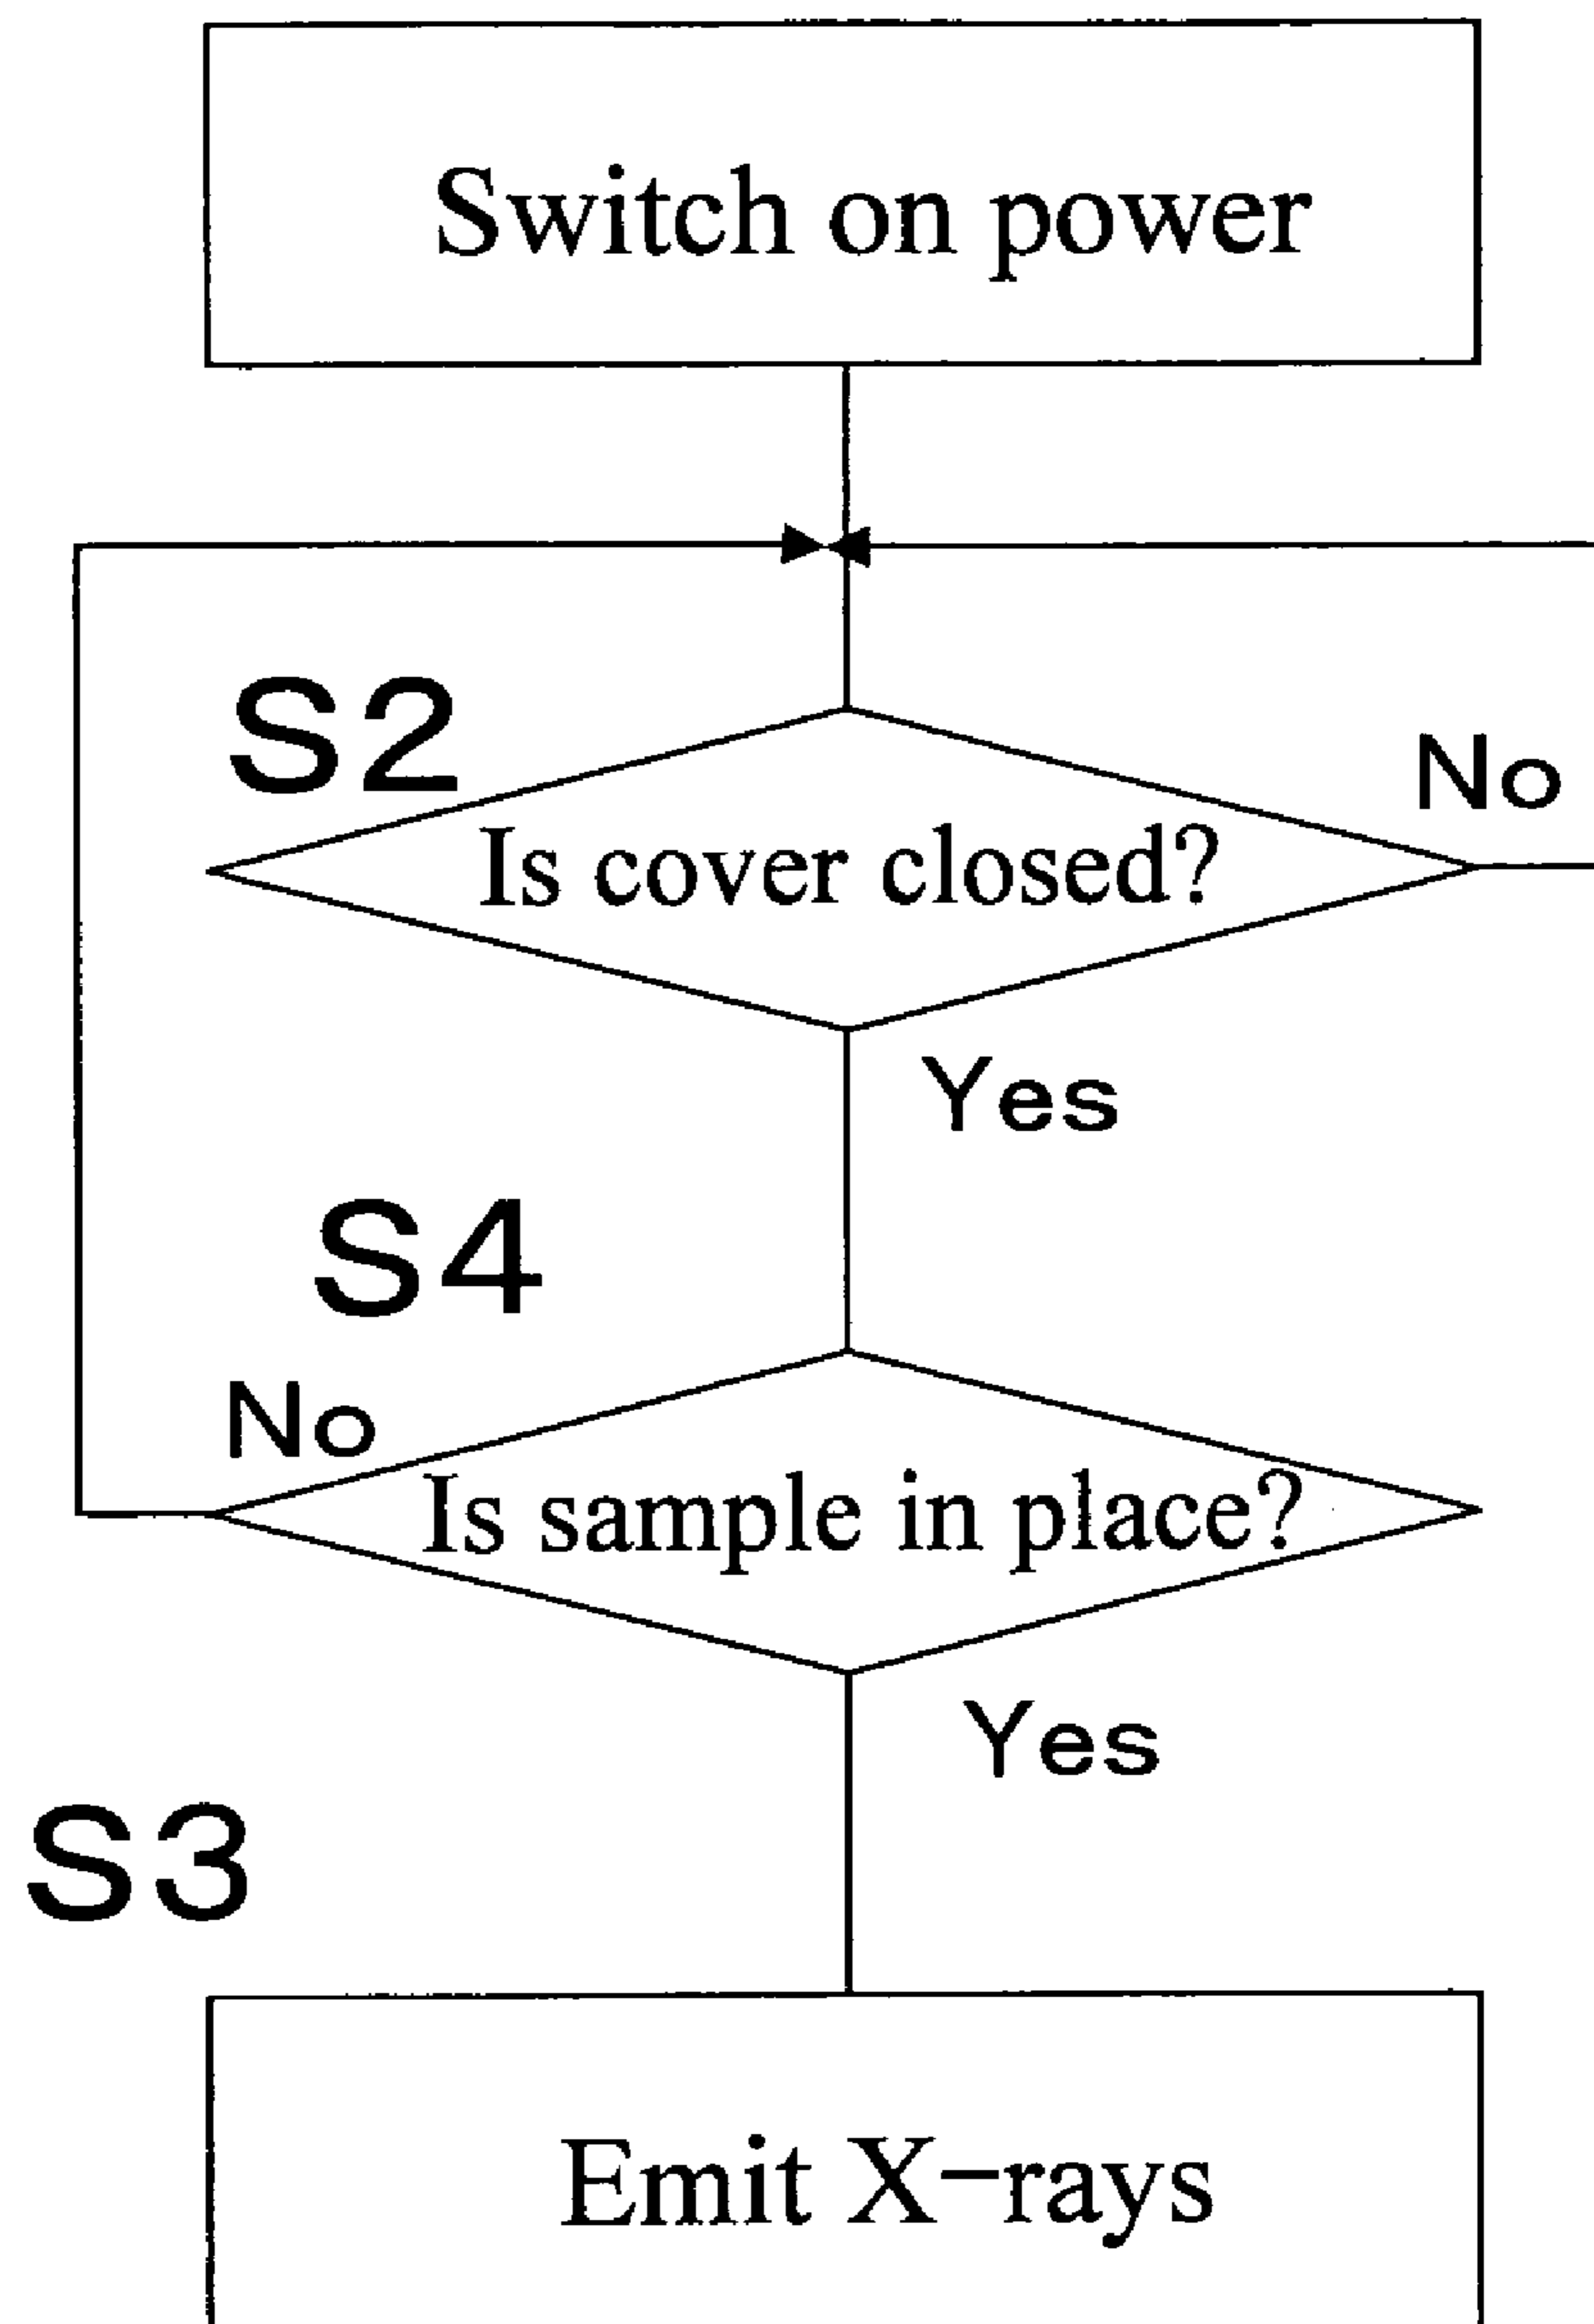 Switch on power
S2
No
Is cover closed?
Yes
S4
No
Is sample in place?
Yes
S3
Emit X-rays